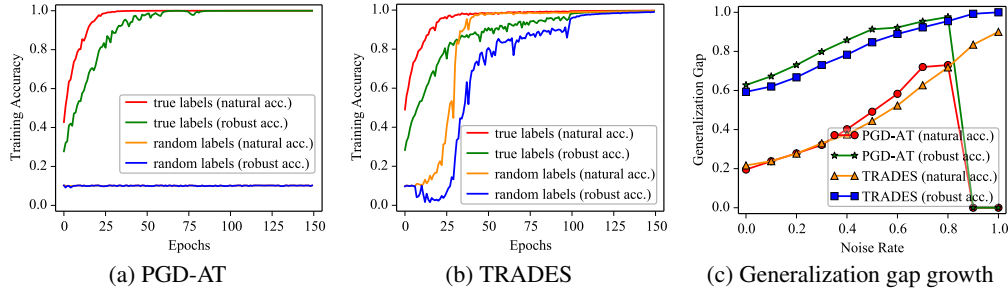 Training Accuracy
1.0
0.8
0.6
0.4
0.2
0.0
true labels (natural acc.)
true labels (robust acc.)
random labels (natural acc.)
random labels (robust acc.)
0 25 50 75 100 125 150
Epochs
(a) PGD-AT
Training Accuracy
1.0
0.8
0.6
0.4
0.2
0.0
true labels (natural acc.)
true labels (robust acc.)
random labels (natural acc.)
random labels (robust acc.)
0 25 50 75 100 125 150
Epochs
(b) TRADES
Generalization Gap
1.0
0.8
0.6
0.4
0.2
0.0
PGD-AT (natural acc.)
PGD-AT (robust acc.)
TRADES (natural acc.)
TRADES (robust acc.)
0.0 0.2 0.4 0.6 0.8 1.0
Noise Rate
(c) Generalization gap growth